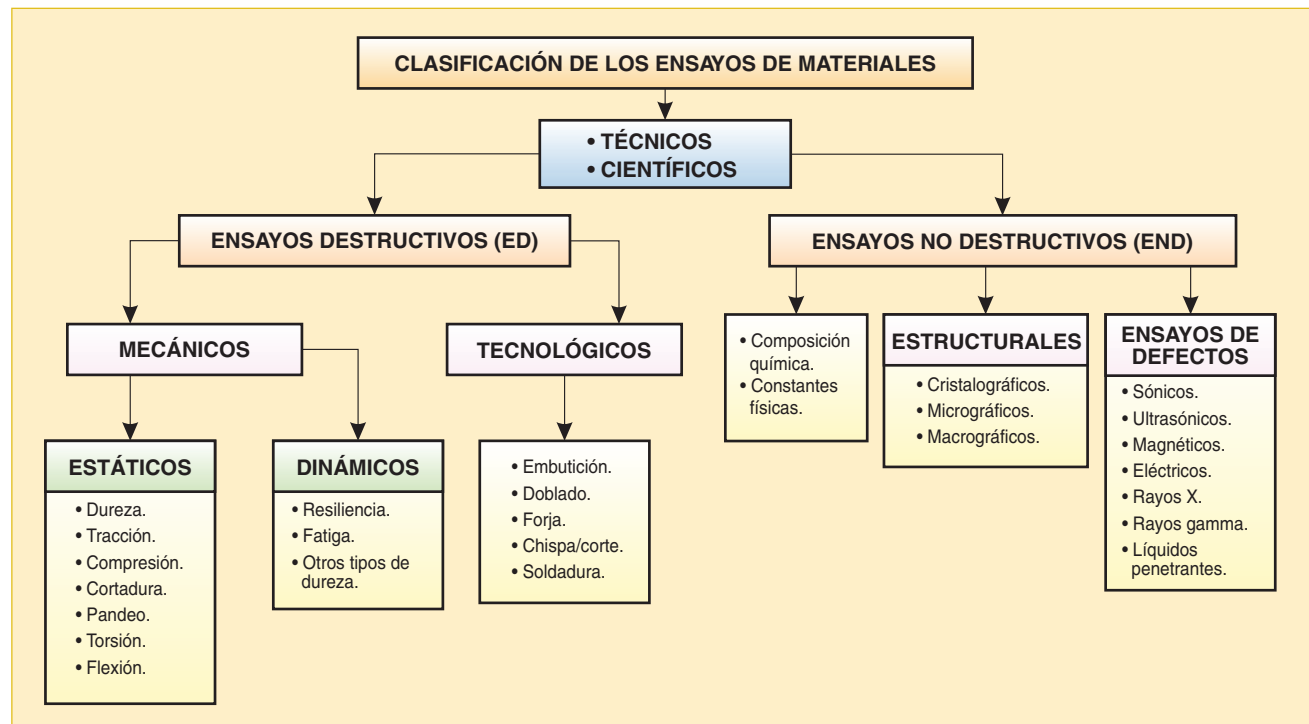 CLASIFICACIÓN DE LOS ENSAYOS DE MATERIALES
• TÉCNICOS
• CIENTÍFICOS
ENSAYOS DESTRUCTIVOS (ED)
ENSAYOS NO DESTRUCTIVOS (END)
MECÁNICOS
TECNOLÓGICOS
ESTÁTICOS
• Dureza.
• Tracción.
• Compresión.
• Cortadura.
• Pandeo.
• Torsión.
• Flexión.
DINÁMICOS
• Resiliencia.
• Fatiga.
• Otros tipos de
dureza.
• Embutición.
• Doblado.
• Forja.
• Chispa/corte.
• Soldadura.
• Composición
química.
• Constantes
físicas.
ESTRUCTURALES
• Cristalográficos.
• Micrográficos.
• Macrográficos.
ENSAYOS DE
DEFECTOS
• Sónicos.
• Ultrasónicos.
• Magnéticos.
• Eléctricos.
• Rayos X.
• Rayos gamma.
• Líquidos
penetrantes.